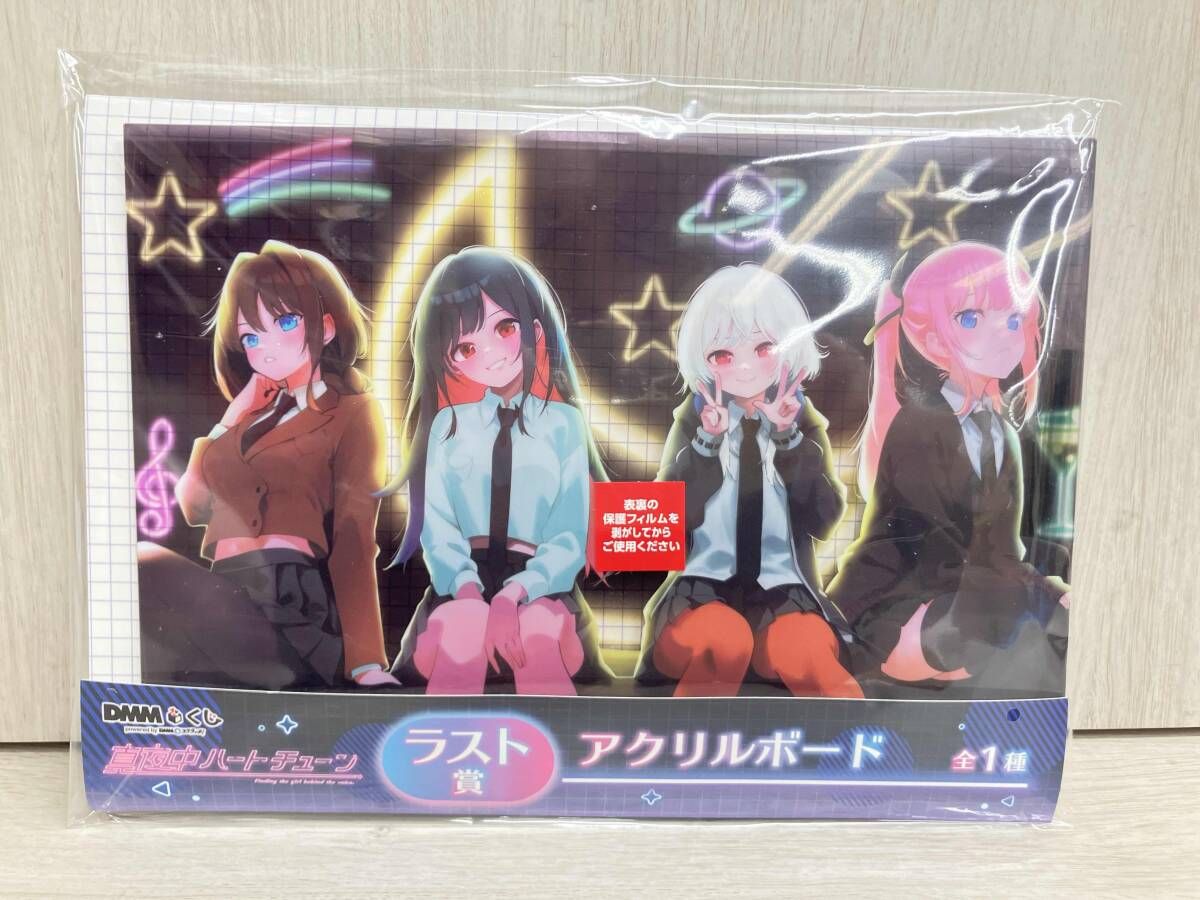 表裏の
保護フィルムを
剥がしてから
ご使用ください
DMMくじ
真夜中ハートチューン
Finding the girl behind the voice.
ラスト
賞
アクリルボード
全1種